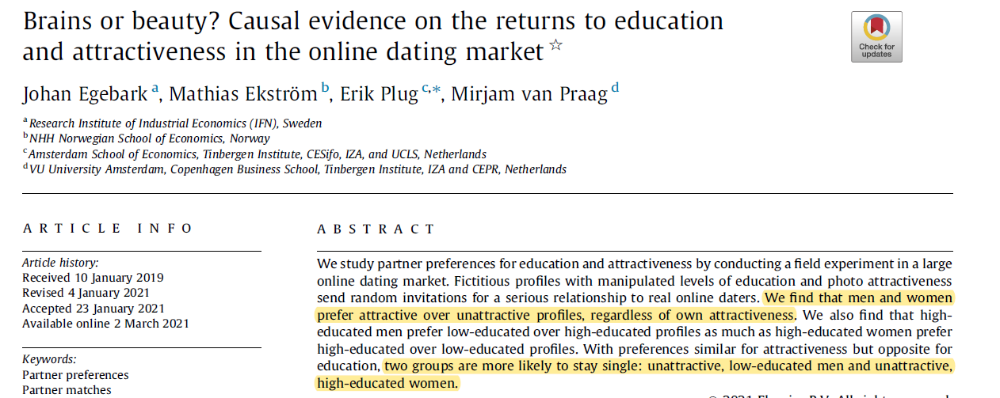 Brains or beauty? Causal evidence on the returns to education
and attractiveness in the online dating market ☆
Check for
updates
Johan Egebark a, Mathias Ekström b, Erik Plug c,*, Mirjam van Praag d
a Research Institute of Industrial Economics (IFN), Sweden
b NHH Norwegian School of Economics, Norway
c Amsterdam School of Economics, Tinbergen Institute, CESifo, IZA, and UCLS, Netherlands
d VU University Amsterdam, Copenhagen Business School, Tinbergen Institute, IZA and CEPR, Netherlands
ARTICLE INFO
Article history:
Received 10 January 2019
Revised 4 January 2021
Accepted 23 January 2021
Available online 2 March 2021
Keywords:
Partner preferences
Partner matches
ABSTRACT
We study partner preferences for education and attractiveness by conducting a field experiment in a large
online dating market. Fictitious profiles with manipulated levels of education and photo attractiveness
send random invitations for a serious relationship to real online daters. We find that men and women
prefer attractive over unattractive profiles, regardless of own attractiveness. We also find that high-
educated men prefer low-educated over high-educated profiles as much as high-educated women prefer
high-educated over low-educated profiles. With preferences similar for attractiveness but opposite for
education, two groups are more likely to stay single: unattractive, low-educated men and unattractive,
high-educated women.